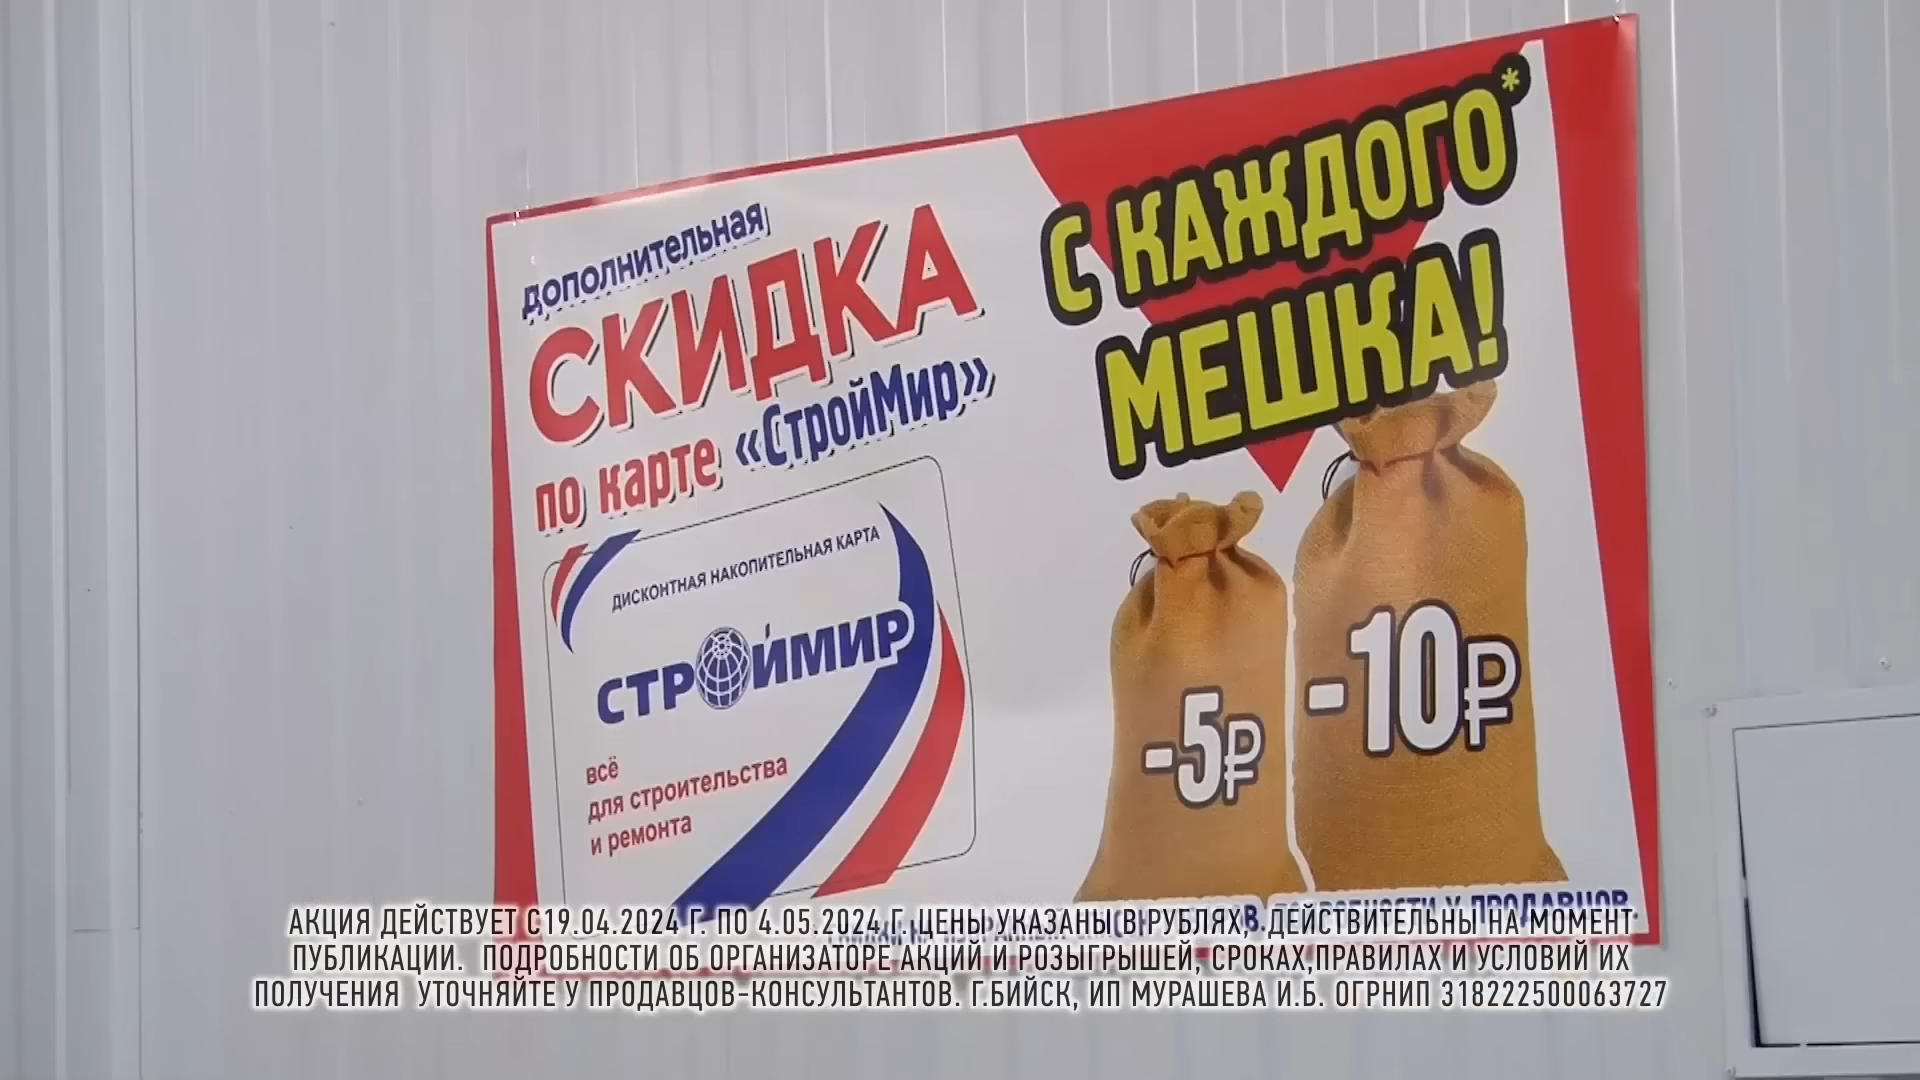 ДОПОЛНИТЕЛЬНАЯ
СКИДКА
по карте «СтройМир»
С КАЖДОГО*
МЕШКА!
ДИСКОНТНАЯ НАКОПИТЕЛЬНАЯ КАРТА
СТРОЙМИР
всё
для строительства
и ремонта
-5₽
-10₽
АКЦИЯ ДЕЙСТВУЕТ С19.04.2024 Г. ПО 4.05.2024 Г. ЦЕНЫ УКАЗАНЫ В РУБЛЯХ, ДЕЙСТВИТЕЛЬНЫ НА МОМЕНТ
ПУБЛИКАЦИИ. ПОДРОБНОСТИ ОБ ОРГАНИЗАТОРЕ АКЦИЙ И РОЗЫГРЫШЕЙ, СРОКАХ,ПРАВИЛАХ И УСЛОВИЙ ИХ
ПОЛУЧЕНИЯ УТОЧНЯЙТЕ У ПРОДАВЦОВ-КОНСУЛЬТАНТОВ. Г.БИЙСК, ИП МУРАШЕВА И.Б. ОГРНИП 318222500063727